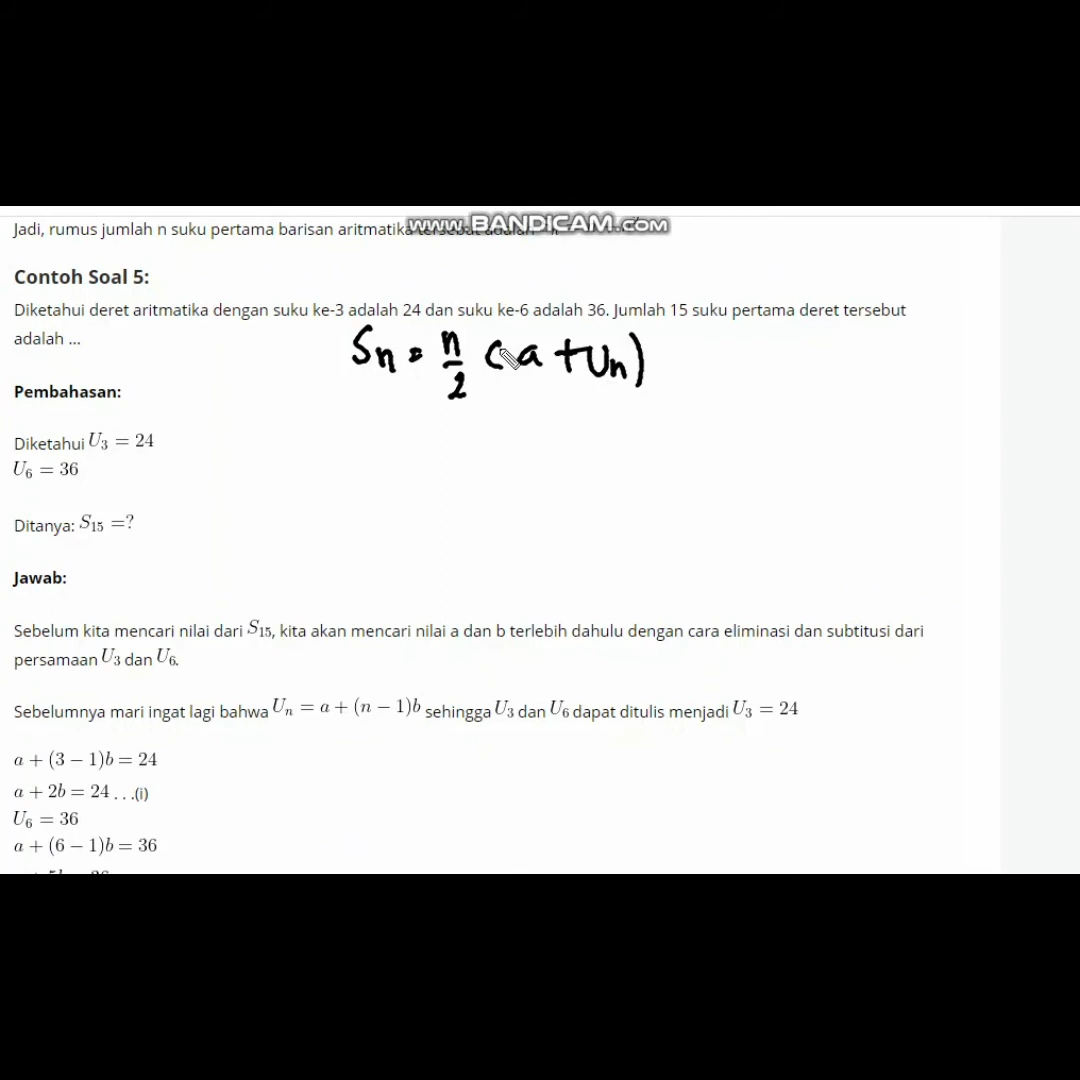 www.BANDICAM.com
Jadi, rumus jumlah n suku pertama barisan aritmatika tersebut adalah
Contoh Soal 5:
Diketahui deret aritmatika dengan suku ke-3 adalah 24 dan suku ke-6 adalah 36. Jumlah 15 suku pertama deret tersebut
adalah ...
Sn = n/2 (a + Un)
Pembahasan:
Diketahui U₃ = 24
U₆ = 36
Ditanya: S₁₅ =?
Jawab:
Sebelum kita mencari nilai dari S₁₅, kita akan mencari nilai a dan b terlebih dahulu dengan cara eliminasi dan subtitusi dari
persamaan U₃ dan U₆.
Sebelumnya mari ingat lagi bahwa Uₙ = a + (n − 1)b sehingga U₃ dan U₆ dapat ditulis menjadi U₃ = 24
a + (3 − 1)b = 24
a + 2b = 24 . . .(i)
U₆ = 36
a + (6 − 1)b = 36